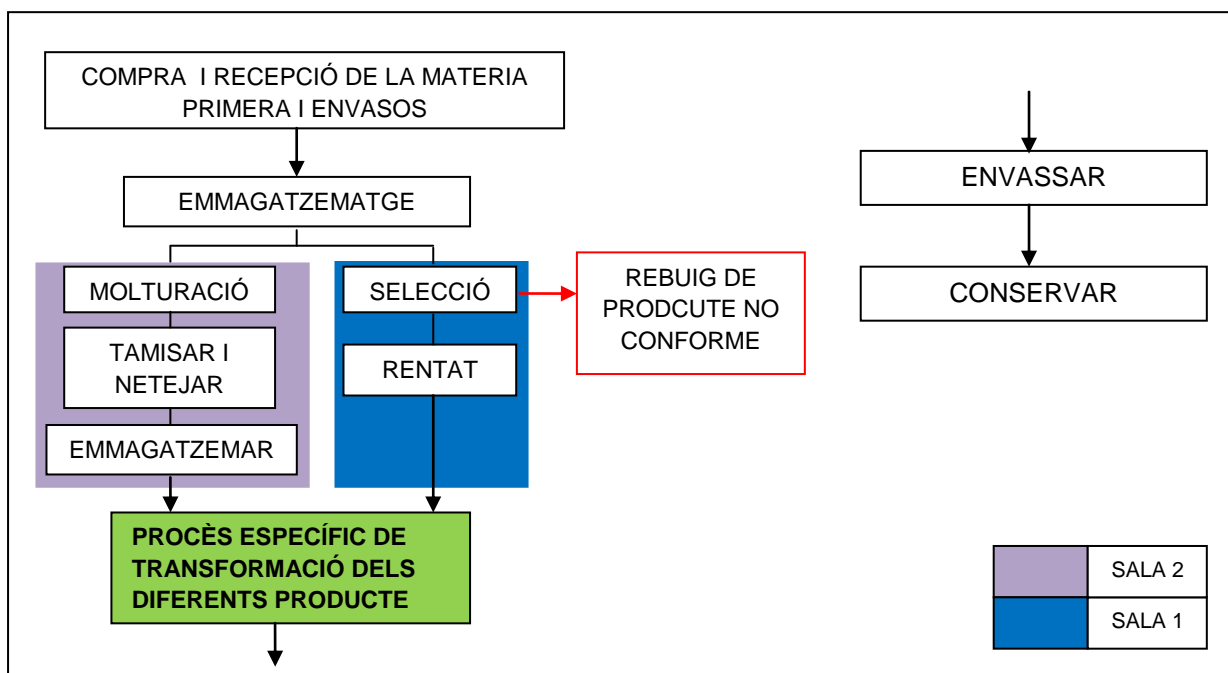 COMPRA I RECEPCIÓ DE LA MATERIA
PRIMERA I ENVASOS
EMMAGATZEMATGE
MOLTURACIÓ
TAMISAR I
NETEJAR
EMMAGATZEMAR
SELECCIÓ
RENTAT
REBUIG DE
PRODCUTE NO
CONFORME
PROCÈS ESPECÍFIC DE
TRANSFORMACIÓ DELS
DIFERENTS PRODUCTE
ENVASSAR
CONSERVAR
SALA 2
SALA 1